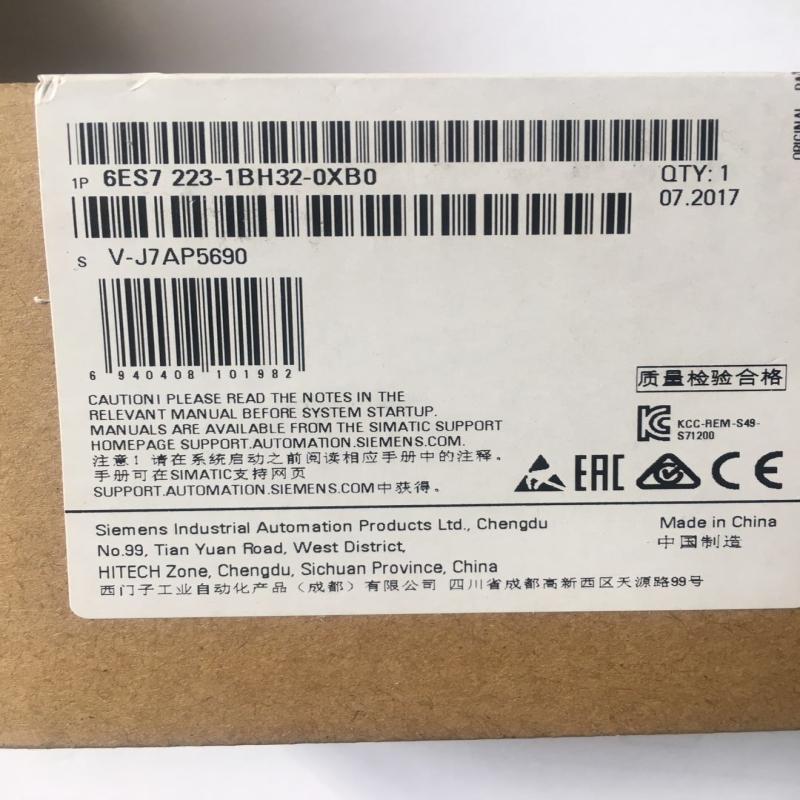 1P 6ES7 223-1BH32-0XB0
QTY: 1
07.2017
S V-J7AP5690
6 940408 101982
CAUTION! PLEASE READ THE NOTES IN THE
RELEVANT MANUAL BEFORE SYSTEM STARTUP.
MANUALS ARE AVAILABLE FROM THE SIMATIC SUPPORT
HOMEPAGE SUPPORT.AUTOMATION.SIEMENS.COM.
注意！请在系统启动之前阅读相应手册中的注释。
手册可在SIMATIC支持网页
SUPPORT.AUTOMATION.SIEMENS.COM中获得。
质量检验合格
KCC-REM-S49-
S71200
EAC CE
Siemens Industrial Automation Products Ltd., Chengdu
No.99, Tian Yuan Road, West District,
HITECH Zone, Chengdu, Sichuan Province, China
西门子工业自动化产品（成都）有限公司 四川省成都高新西区天源路99号
Made in China
中国制造
ORIGINAL